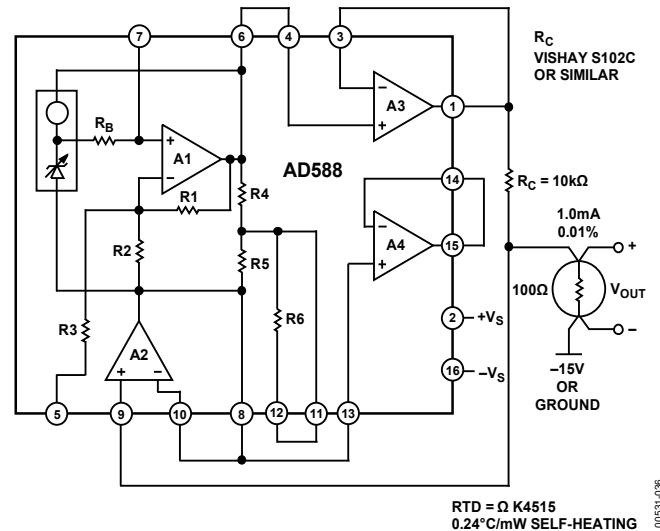 7
6
4
3
R_C
VISHAY S102C
OR SIMILAR
R_B
+
–
A1
–
+
A3
1
AD588
R4
R1
R_C = 10kΩ
14
1.0mA
0.01%
R2
R5
–
+
A4
15
+
100Ω
V_OUT
–
R3
R6
2
+V_S
A2
+
–
16
–V_S
–15V
OR
GROUND
5
9
10
8
12
11
13
RTD = Ω K4515
0.24°C/mW SELF-HEATING
00531-036